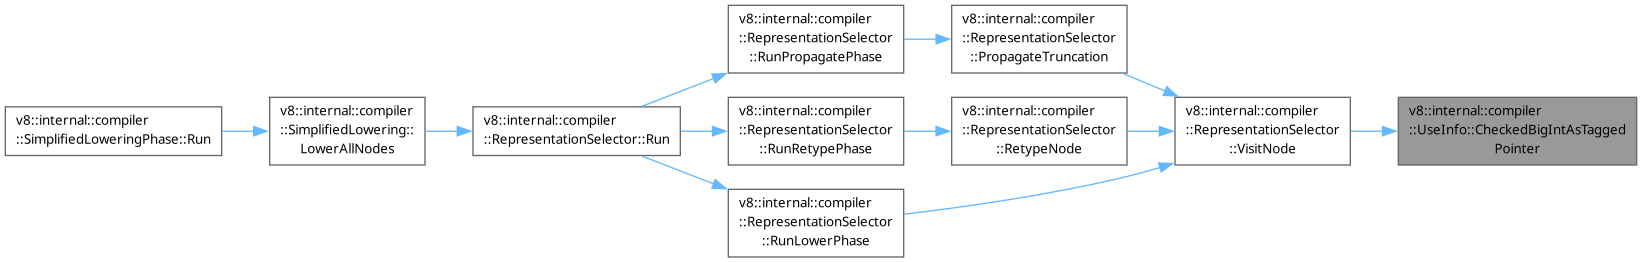 v8::internal::compiler
::SimplifiedLoweringPhase::Run
v8::internal::compiler
::SimplifiedLowering::
LowerAllNodes
v8::internal::compiler
::RepresentationSelector::Run
v8::internal::compiler
::RepresentationSelector
::RunPropagatePhase
v8::internal::compiler
::RepresentationSelector
::PropagateTruncation
v8::internal::compiler
::RepresentationSelector
::RunRetypePhase
v8::internal::compiler
::RepresentationSelector
::RetypeNode
v8::internal::compiler
::RepresentationSelector
::RunLowerPhase
v8::internal::compiler
::RepresentationSelector
::VisitNode
v8::internal::compiler
::UseInfo::CheckedBigIntAsTagged
Pointer